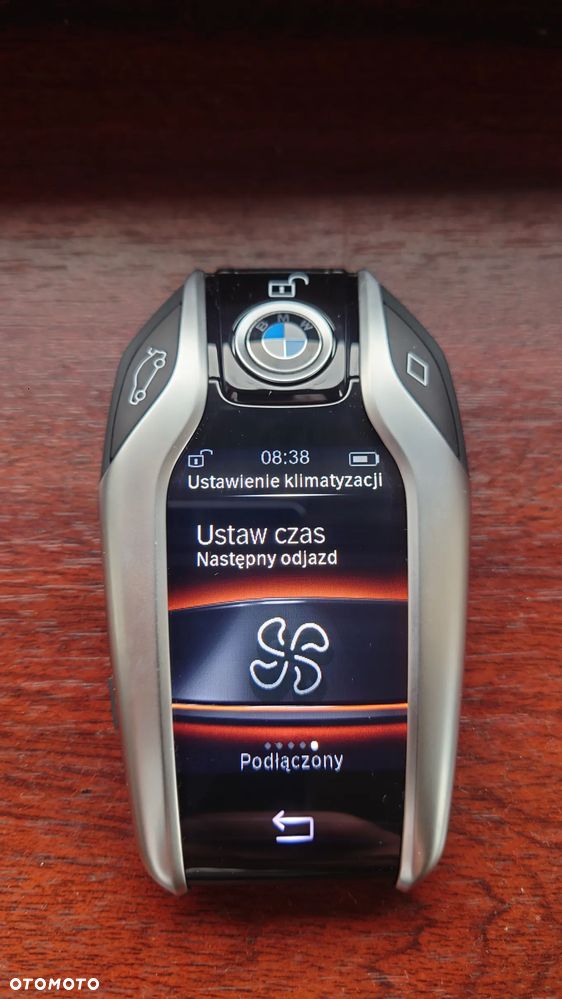 BMW
08:38
Ustawienie klimatyzacji
Ustaw czas
Następny odjazd
Podłączony
OTOMOTO